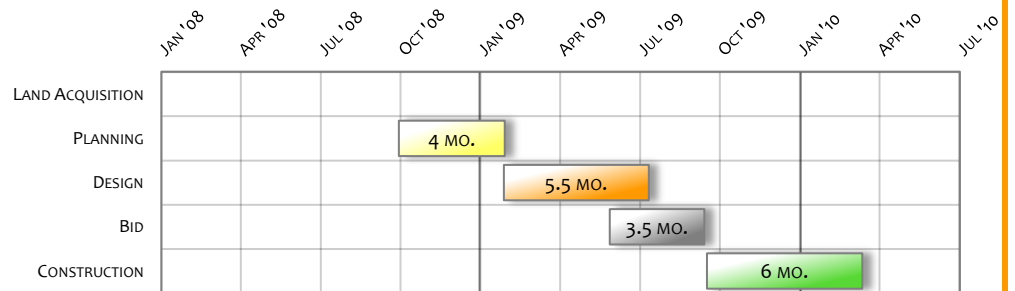 Jan '08 Apr '08 Jul '08 Oct '08 Jan '09 Apr '09 Jul '09 Oct '09 Jan '10 Apr '10 Jul '10
Land Acquisition
Planning 4 mo.
Design 5.5 mo.
Bid 3.5 mo.
Construction 6 mo.